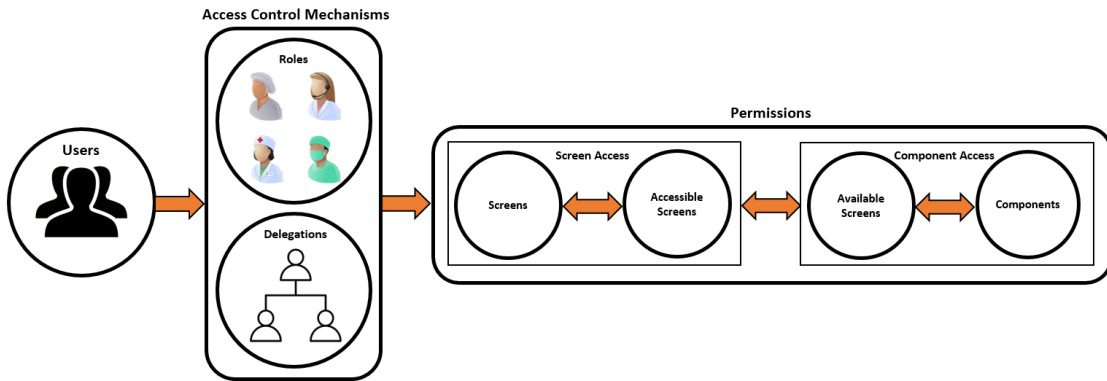 Access Control Mechanisms
Roles
Users
Delegations
Permissions
Screen Access
Screens
Accessible
Screens
Component Access
Available
Screens
Components